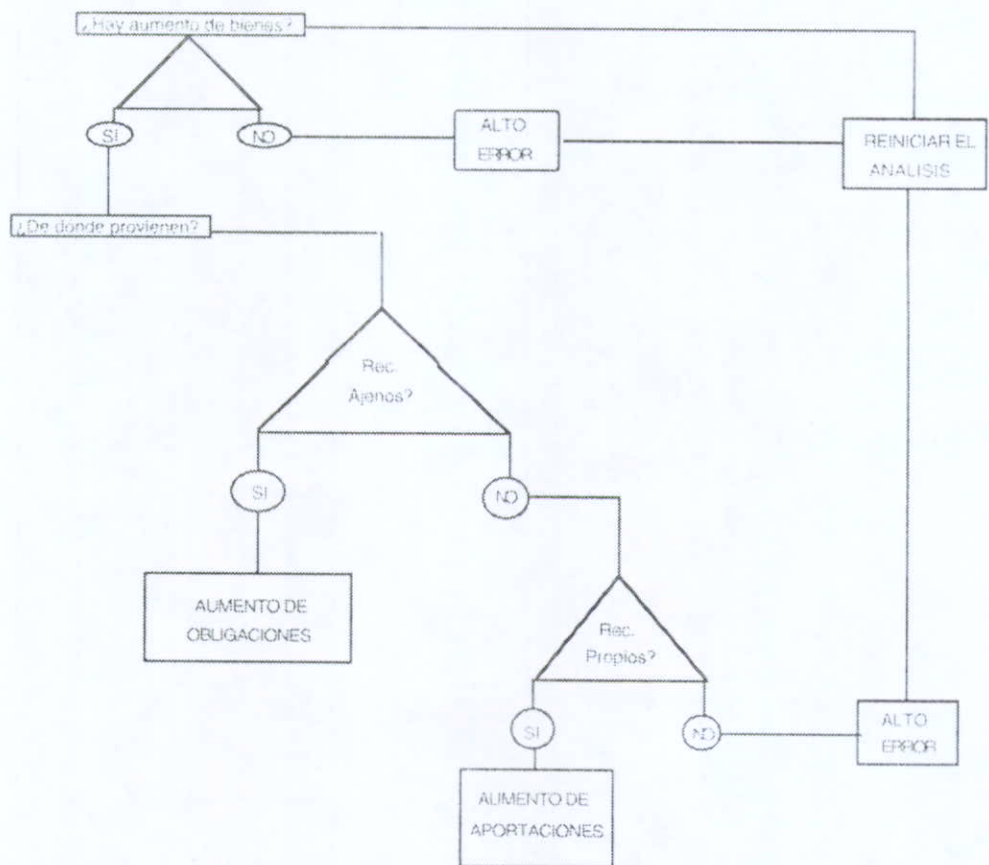 ¿Hay aumento de bienes?
SI
NO
ALTO
ERROR
REINICIAR EL
ANALISIS
¿De donde provienen?
Rec.
Ajenos?
SI
NO
AUMENTO DE
OBLIGACIONES
Rec.
Propios?
SI
NO
ALTO
ERROR
AUMENTO DE
APORTACIONES